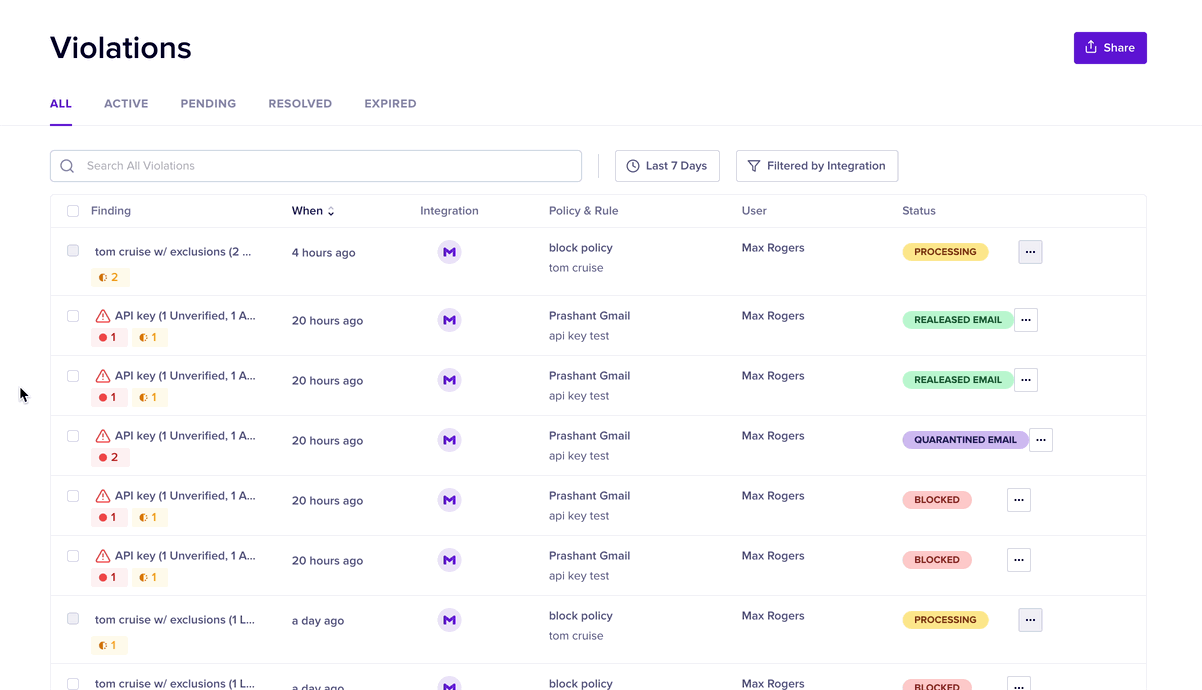 Violations
Share
ALL ACTIVE PENDING RESOLVED EXPIRED
Search All Violations
Last 7 Days
Filtered by Integration
Finding When Integration Policy & Rule User Status
tom cruise w/ exclusions (2 ... 4 hours ago block policy Max Rogers PROCESSING ...
tom cruise
2
API key (1 Unverified, 1 A... 20 hours ago Prashant Gmail Max Rogers REALEASED EMAIL ...
1 1 api key test
API key (1 Unverified, 1 A... 20 hours ago Prashant Gmail Max Rogers REALEASED EMAIL ...
1 1 api key test
API key (1 Unverified, 1 A... 20 hours ago Prashant Gmail Max Rogers QUARANTINED EMAIL ...
2 api key test
API key (1 Unverified, 1 A... 20 hours ago Prashant Gmail Max Rogers BLOCKED ...
1 1 api key test
API key (1 Unverified, 1 A... 20 hours ago Prashant Gmail Max Rogers BLOCKED ...
1 1 api key test
tom cruise w/ exclusions (1 L... a day ago block policy Max Rogers PROCESSING ...
tom cruise
1
tom cruise w/ exclusions (1 L... a day ago block policy Max Rogers BLOCKED ...